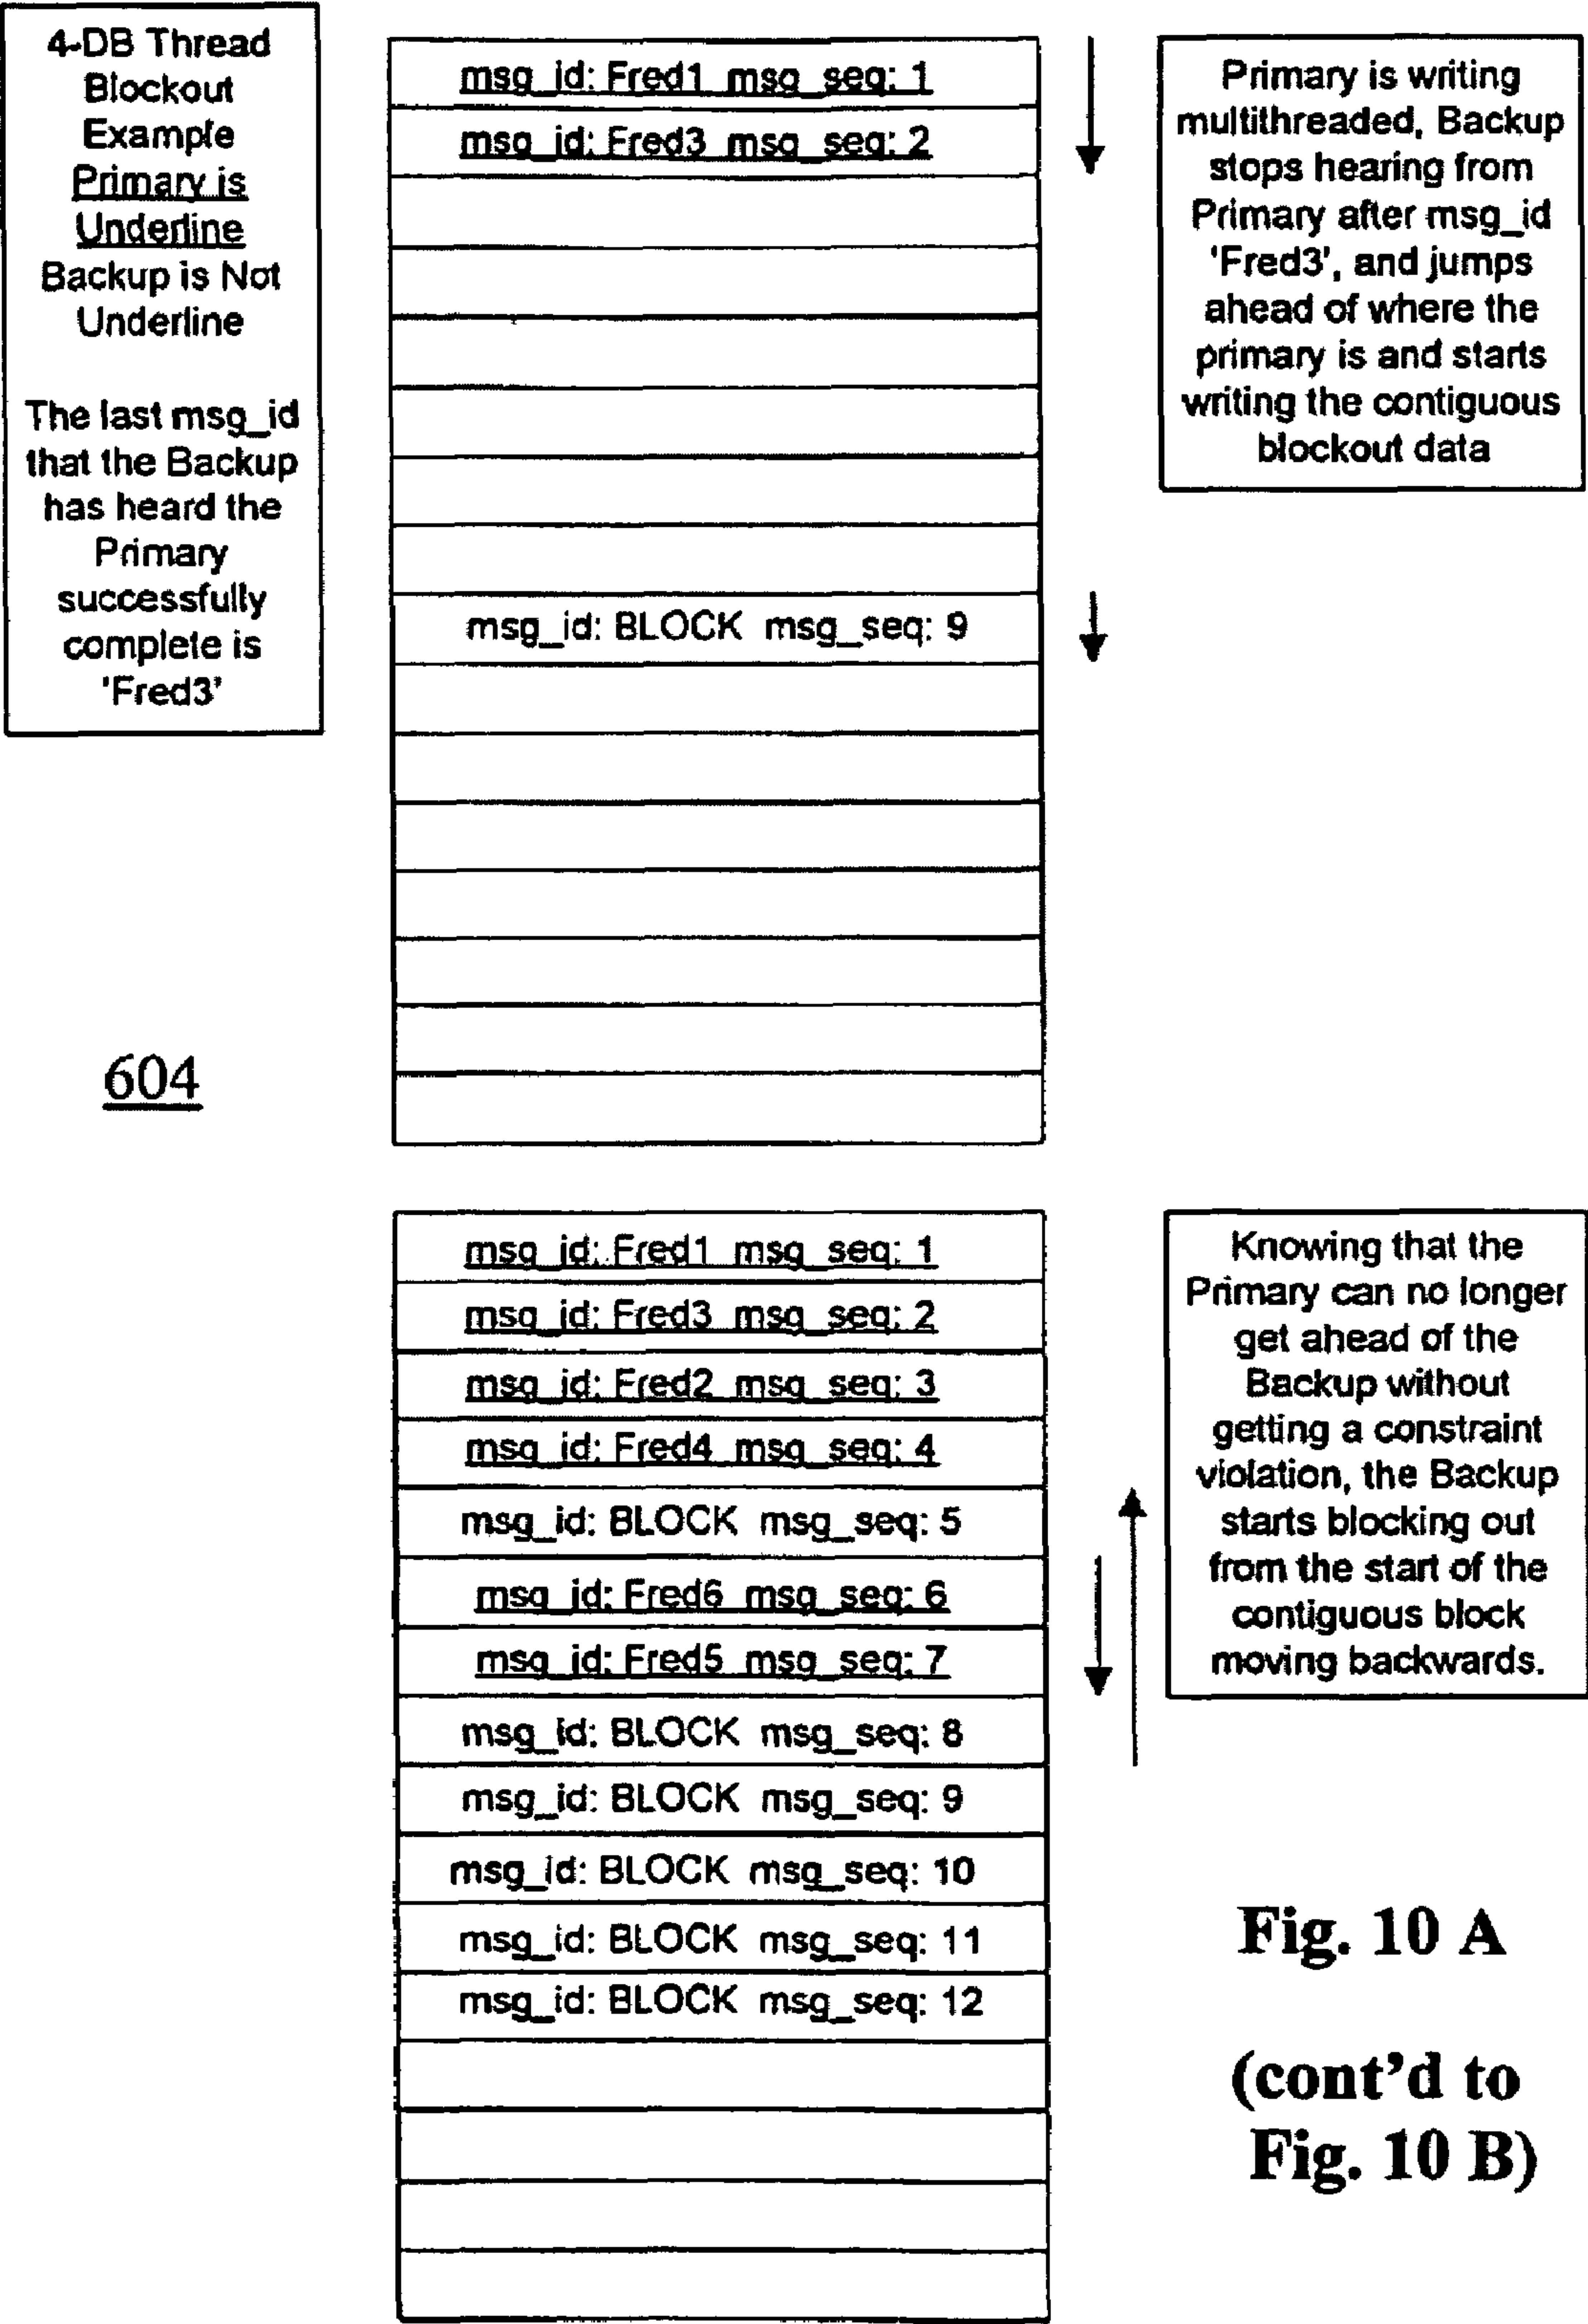 4-DB Thread
Blockout
Example
Primary is
Underline
Backup is Not
Underline
The last msg_id
that the Backup
has heard the
Primary
successfully
complete is
'Fred3'
msg_id: Fred1 msg_seq: 1
msg_id: Fred3 msg_seq: 2
msg_id: BLOCK msg_seq: 9
Primary is writing
multithreaded, Backup
stops hearing from
Primary after msg_id
'Fred3', and jumps
ahead of where the
primary is and starts
writing the contiguous
blockout data
604
msg_id: Fred1 msg_seq: 1
msg_id: Fred3 msg_seq: 2
msg_id: Fred2 msg_seq: 3
msg_id: Fred4 msg_seq: 4
msg_id: BLOCK msg_seq: 5
msg_id: Fred6 msg_seq: 6
msg_id: Fred5 msg_seq: 7
msg_id: BLOCK msg_seq: 8
msg_id: BLOCK msg_seq: 9
msg_id: BLOCK msg_seq: 10
msg_id: BLOCK msg_seq: 11
msg_id: BLOCK msg_seq: 12
Knowing that the
Primary can no longer
get ahead of the
Backup without
getting a constraint
violation, the Backup
starts blocking out
from the start of the
contiguous block
moving backwards.
Fig. 10 A
(cont'd to
Fig. 10 B)